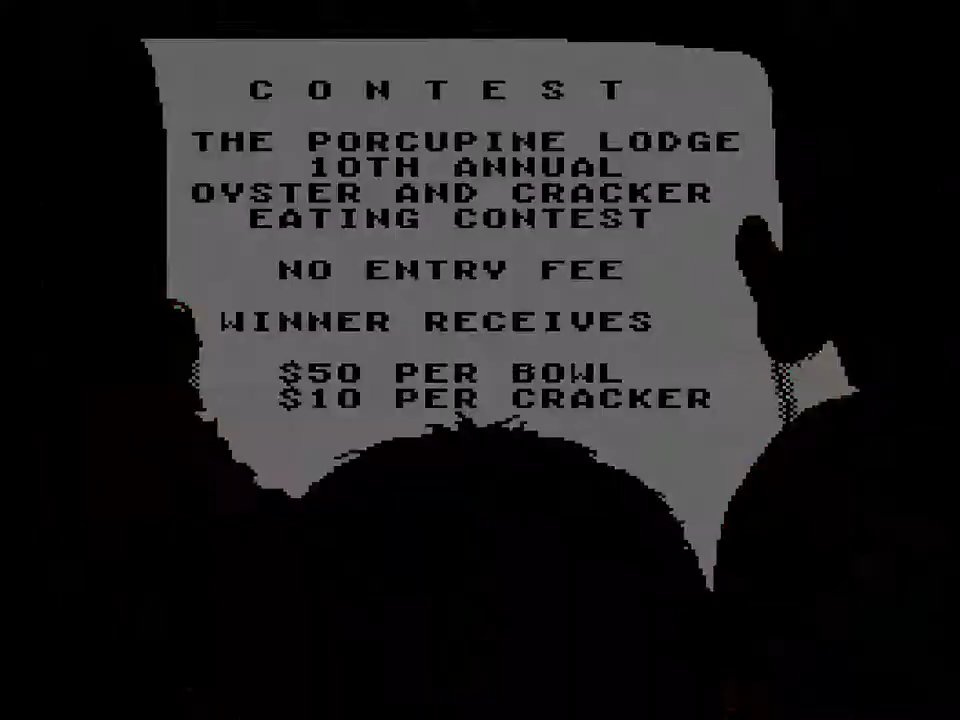 C O N T E S T
THE PORCUPINE LODGE
10TH ANNUAL
OYSTER AND CRACKER
EATING CONTEST
NO ENTRY FEE
WINNER RECEIVES
$50 PER BOWL
$10 PER CRACKER